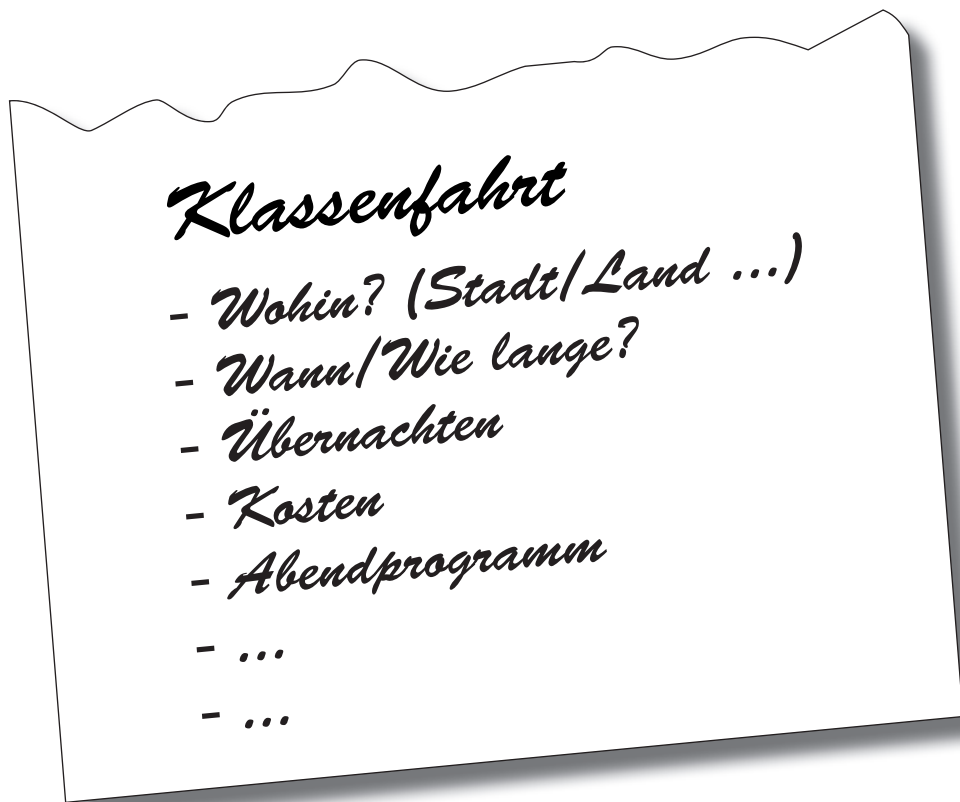 Klassenfahrt
- Wohin? (Stadt/Land ...)
- Wann/Wie lange?
- Übernachten
- Kosten
- Abendprogramm
- ...
- ...